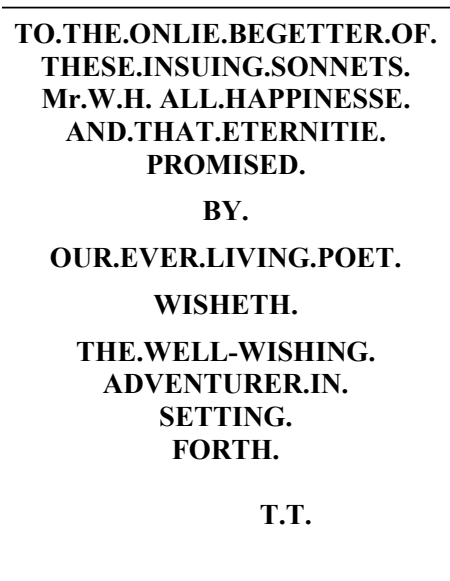 TO.THE.ONLIE.BEGETTER.OF.
THESE.INSUING.SONNETS.
Mr.W.H. ALL.HAPPINESSE.
AND.THAT.ETERNITIE.
PROMISED.
BY.
OUR.EVER.LIVING.POET.
WISHETH.
THE.WELL-WISHING.
ADVENTURER.IN.
SETTING.
FORTH.
T.T.